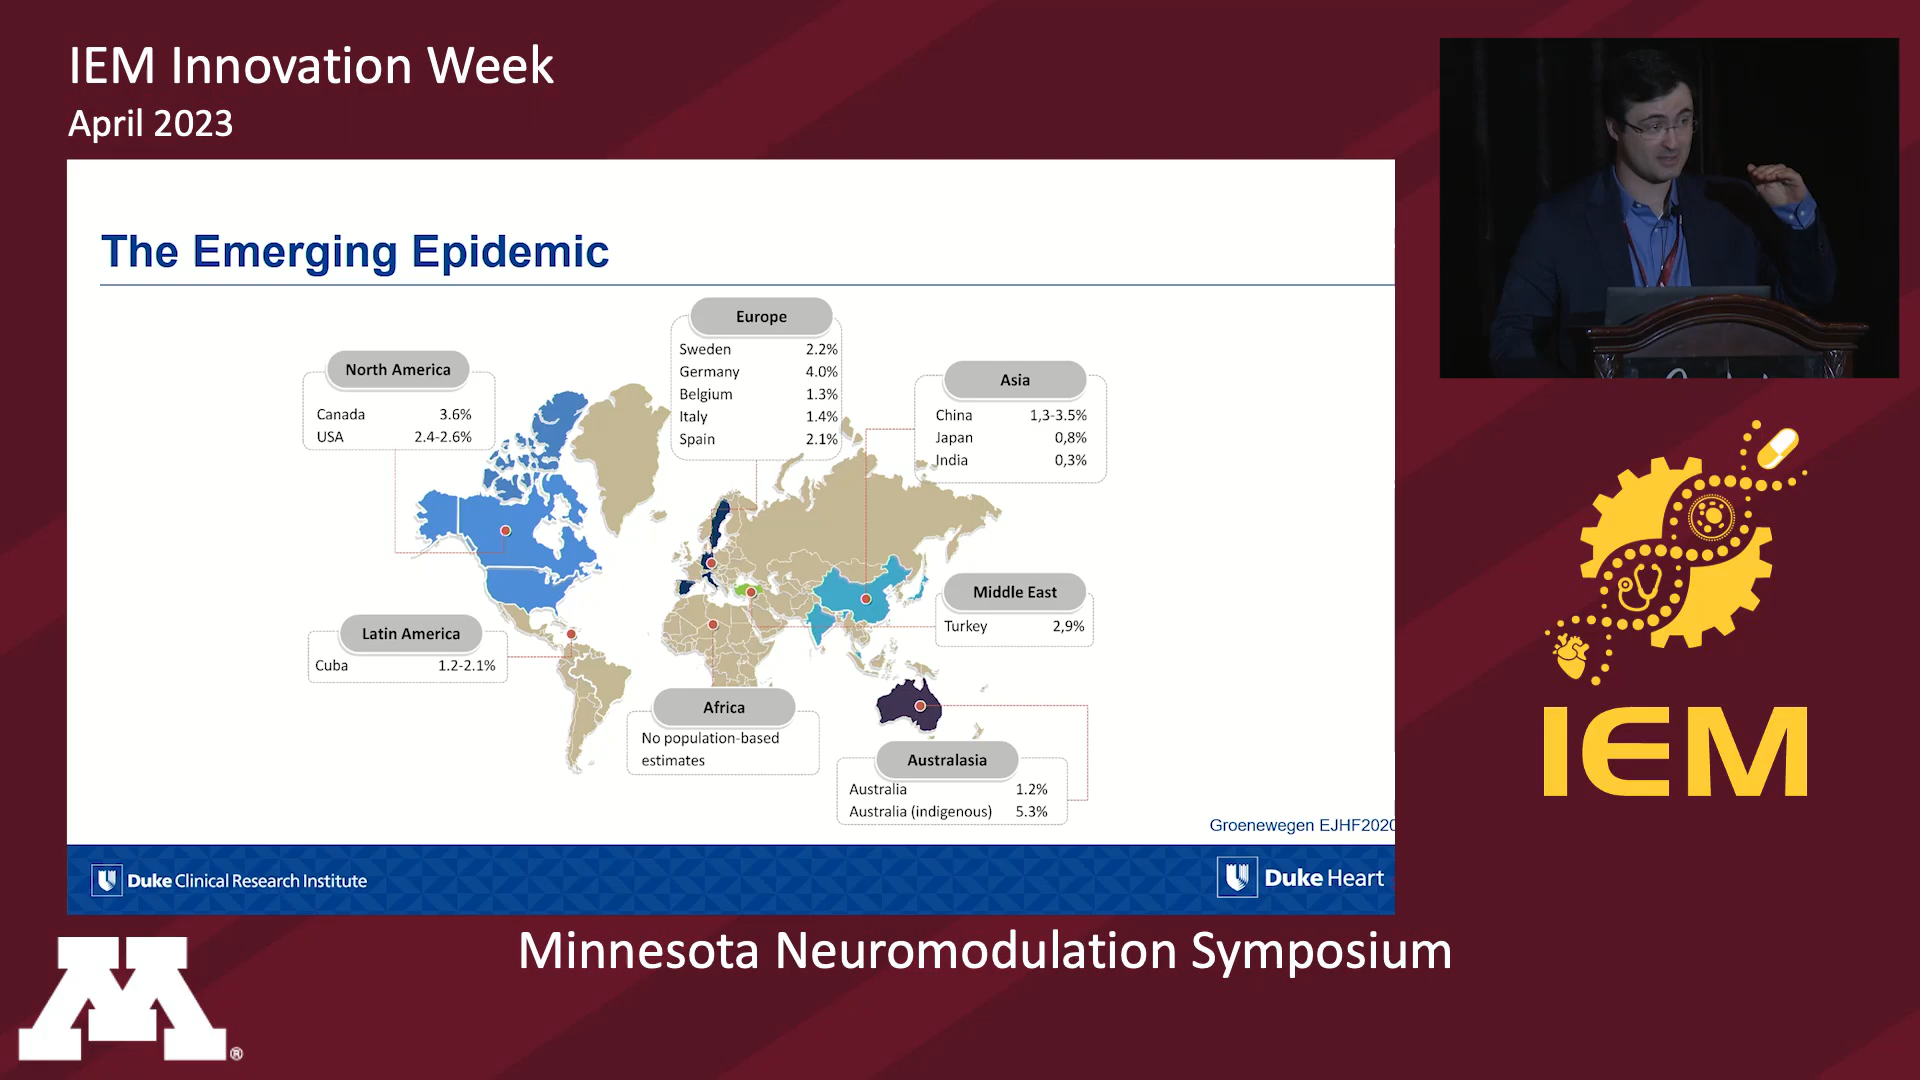 IEM Innovation Week
April 2023
The Emerging Epidemic
North America
Canada 3.6%
USA 2.4-2.6%
Europe
Sweden 2.2%
Germany 4.0%
Belgium 1.3%
Italy 1.4%
Spain 2.1%
Asia
China 1,3-3.5%
Japan 0,8%
India 0,3%
Middle East
Turkey 2,9%
Latin America
Cuba 1.2-2.1%
Africa
No population-based
estimates
Australasia
Australia 1.2%
Australia (indigenous) 5.3%
Groenewegen EJHF2020
Duke Clinical Research Institute
Duke Heart
IEM
Minnesota Neuromodulation Symposium
M®